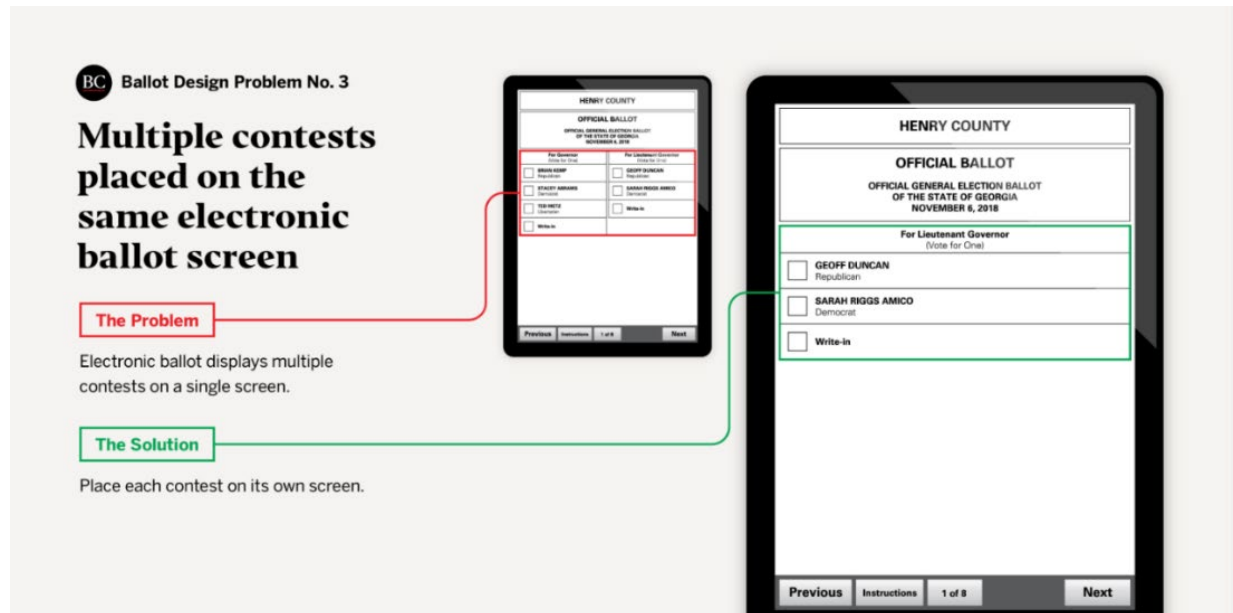 BC Ballot Design Problem No. 3
Multiple contests
placed on the
same electronic
ballot screen
The Problem
Electronic ballot displays multiple
contests on a single screen.
The Solution
Place each contest on its own screen.
HENRY COUNTY
OFFICIAL BALLOT
OFFICIAL GENERAL ELECTION BALLOT
OF THE STATE OF GEORGIA
NOVEMBER 6, 2018
For Governor
(Vote for One)
BRIAN KEMP
Republican
STACEY ABRAMS
Democrat
TED METZ
Libertarian
Write-in
For Lieutenant Governor
(Vote for One)
GEOFF DUNCAN
Republican
SARAH RIGGS AMICO
Democrat
Write-in
Previous Instructions 1 of 8 Next
HENRY COUNTY
OFFICIAL BALLOT
OFFICIAL GENERAL ELECTION BALLOT
OF THE STATE OF GEORGIA
NOVEMBER 6, 2018
For Lieutenant Governor
(Vote for One)
GEOFF DUNCAN
Republican
SARAH RIGGS AMICO
Democrat
Write-in
Previous Instructions 1 of 8 Next